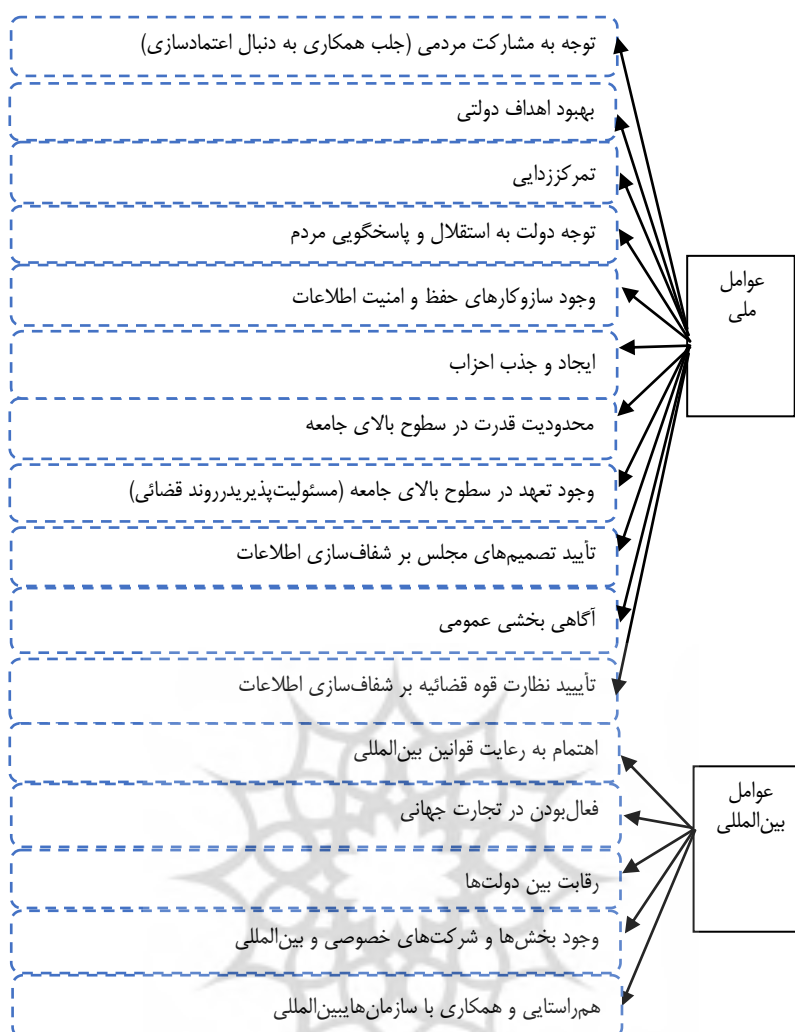 توجه به مشارکت مردمی (جلب همکاری به دنبال اعتمادسازی)
بهبود اهداف دولتی
تمرکززدایی
توجه دولت به استقلال و پاسخگویی مردم
وجود سازوکارهای حفظ و امنیت اطلاعات
ایجاد و جذب احزاب
محدودیت قدرت در سطوح بالای جامعه
وجود تعهد در سطوح بالای جامعه (مسئولیت‌پذیریدرروند قضائی)
تأیید تصمیم‌های مجلس بر شفاف‌سازی اطلاعات
آگاهی بخشی عمومی
تأییید نظارت قوه قضائیه بر شفاف‌سازی اطلاعات
عوامل
ملی
اهتمام به رعایت قوانین بین‌المللی
فعال‌بودن در تجارت جهانی
رقابت بین دولت‌ها
وجود بخش‌ها و شرکت‌های خصوصی و بین‌المللی
هم‌راستایی و همکاری با سازمان‌هایبین‌المللی
عوامل
بین‌المللی